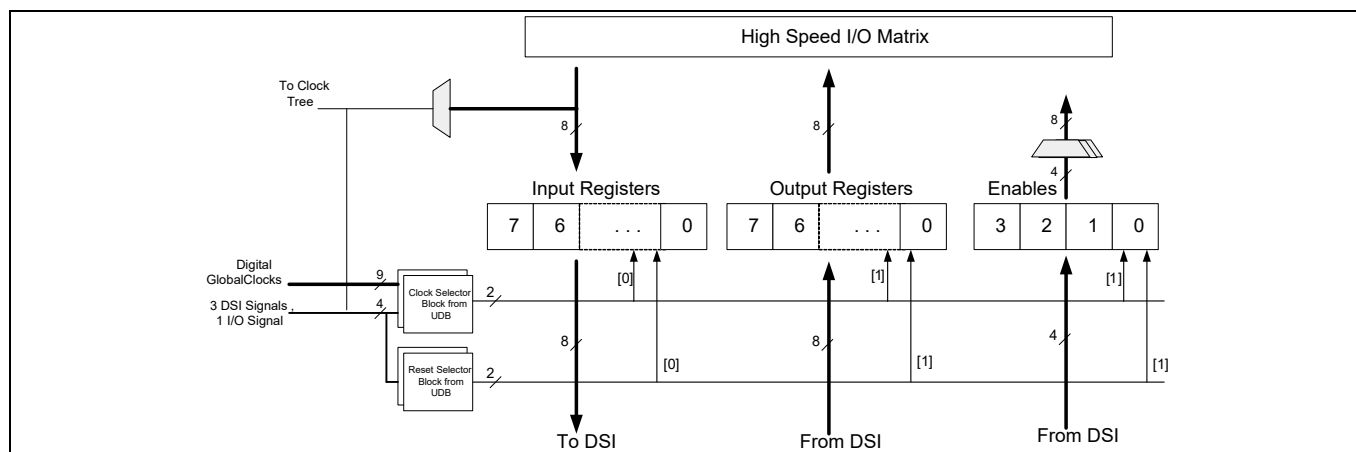 High Speed I/O Matrix
To Clock
Tree
8
8
8
4
Input Registers
Output Registers
Enables
7 6 . . . 0
7 6 . . . 0
3 2 1 0
Digital
GlobalClocks
9
[0]
[1]
[1]
Clock Selector
Block from
UDB
2
3 DSI Signals
1 I/O Signal
4
8
8
4
Reset Selector
Block from
UDB
2
[0]
[1]
[1]
To DSI
From DSI
From DSI